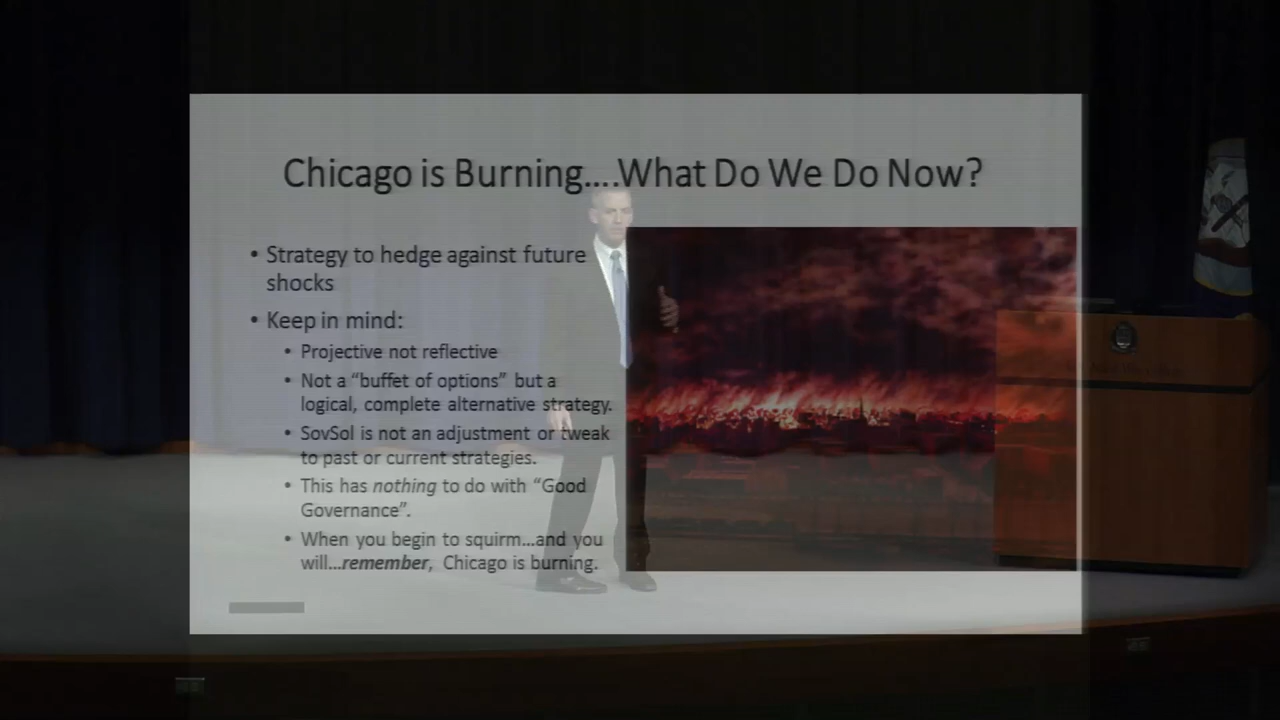 Chicago is Burning....What Do We Do Now?
• Strategy to hedge against future
shocks
• Keep in mind:
• Projective not reflective
• Not a “buffet of options” but a
logical, complete alternative strategy.
• SovSol is not an adjustment or tweak
to past or current strategies.
• This has nothing to do with “Good
Governance”.
• When you begin to squirm...and you
will...remember, Chicago is burning.